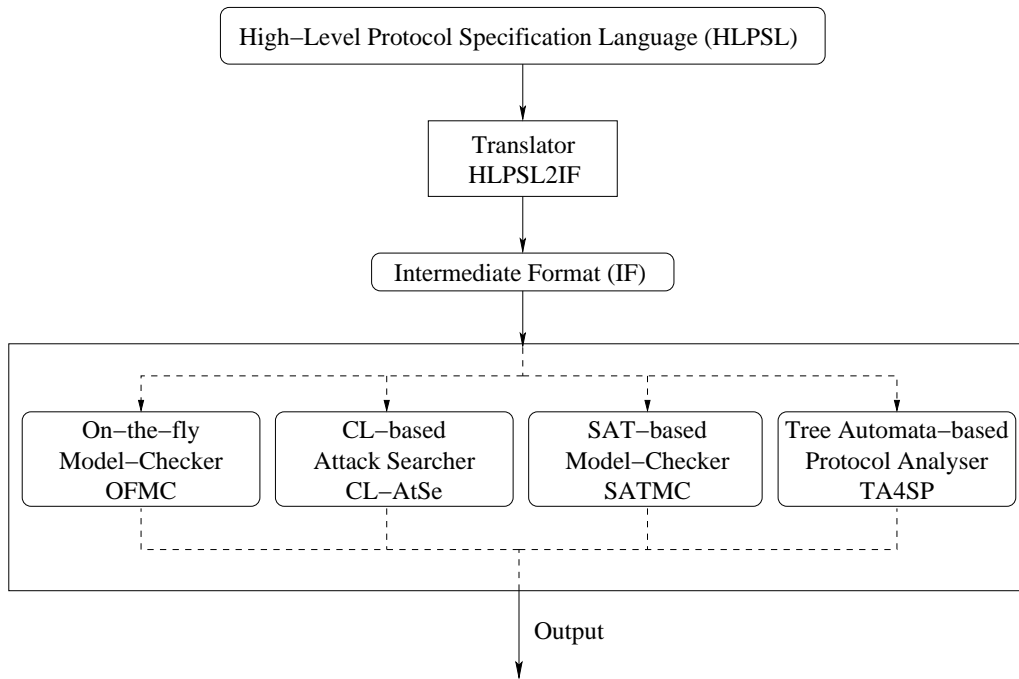 High−Level Protocol Specification Language (HLPSL)
Translator
HLPSL2IF
Intermediate Format (IF)
On−the−fly
Model−Checker
OFMC
CL−based
Attack Searcher
CL−AtSe
SAT−based
Model−Checker
SATMC
Tree Automata−based
Protocol Analyser
TA4SP
Output